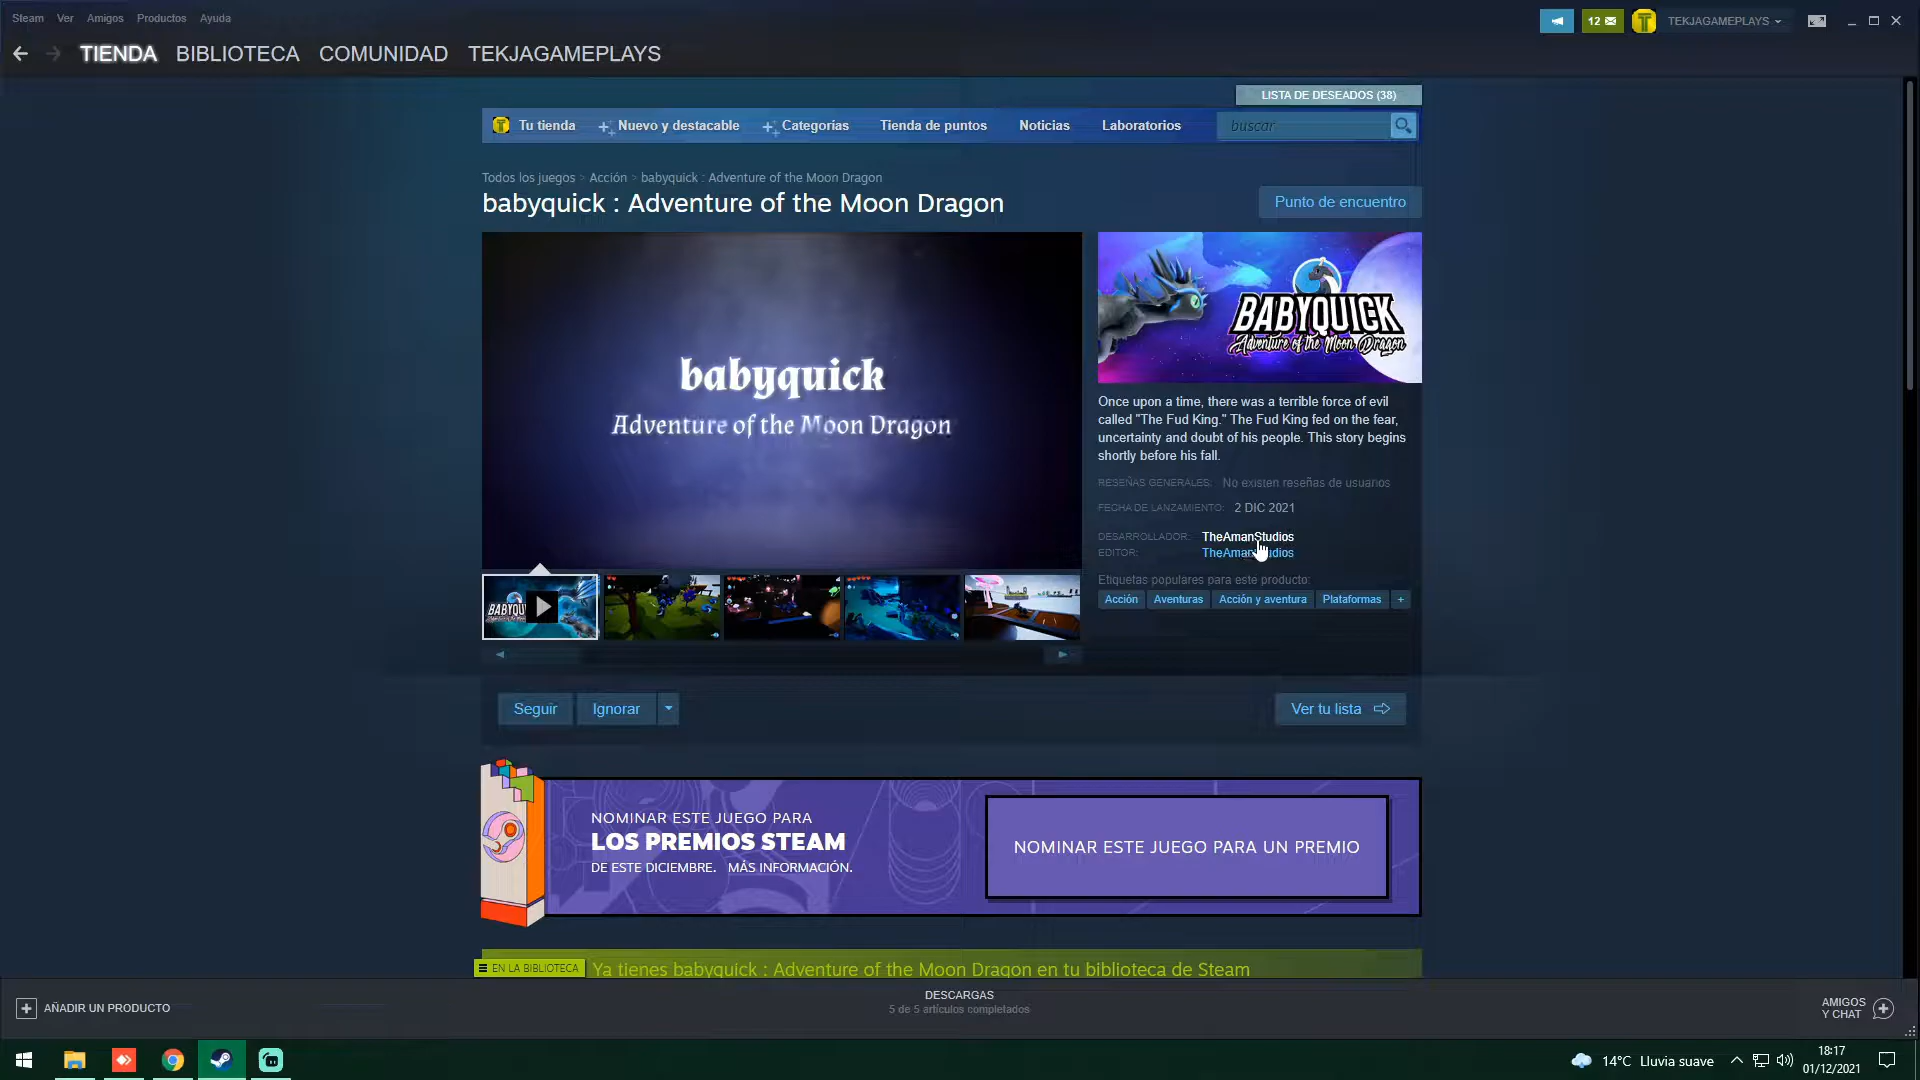 Steam Ver Amigos Productos Ayuda
12
TEKJAGAMEPLAYS
TIENDA BIBLIOTECA COMUNIDAD TEKJAGAMEPLAYS
LISTA DE DESEADOS (38)
Tu tienda Nuevo y destacable Categorías Tienda de puntos Noticias Laboratorios buscar
Todos los juegos > Acción > babyquick : Adventure of the Moon Dragon
babyquick : Adventure of the Moon Dragon
Punto de encuentro
babyquick
Adventure of the Moon Dragon
BABYQUICK
Adventure of the Moon Dragon
Once upon a time, there was a terrible force of evil
called "The Fud King." The Fud King fed on the fear,
uncertainty and doubt of his people. This story begins
shortly before his fall.
RESEÑAS GENERALES: No existen reseñas de usuarios
FECHA DE LANZAMIENTO: 2 DIC 2021
DESARROLLADOR: TheAmanStudios
EDITOR: TheAmanStudios
Etiquetas populares para este producto:
Acción Aventuras Acción y aventura Plataformas +
Seguir Ignorar
Ver tu lista
NOMINAR ESTE JUEGO PARA
LOS PREMIOS STEAM
DE ESTE DICIEMBRE. MÁS INFORMACIÓN.
NOMINAR ESTE JUEGO PARA UN PREMIO
EN LA BIBLIOTECA
Ya tienes babyquick : Adventure of the Moon Dragon en tu biblioteca de Steam
AÑADIR UN PRODUCTO
DESCARGAS
5 de 5 artículos completados
AMIGOS
Y CHAT
14°C Lluvia suave
18:17
01/12/2021